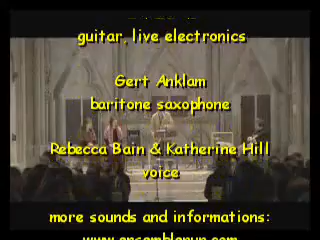 guitar, live electronics
Gert Anklam
baritone saxophone
Rebecca Bain & Katherine Hill
voice
more sounds and informations: